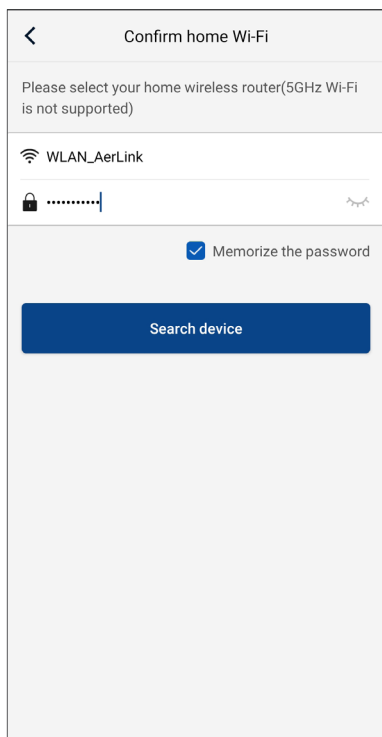 Confirm home Wi-Fi
Please select your home wireless router(5GHz Wi-Fi
is not supported)
WLAN_AerLink
•••••••••••
Memorize the password
Search device